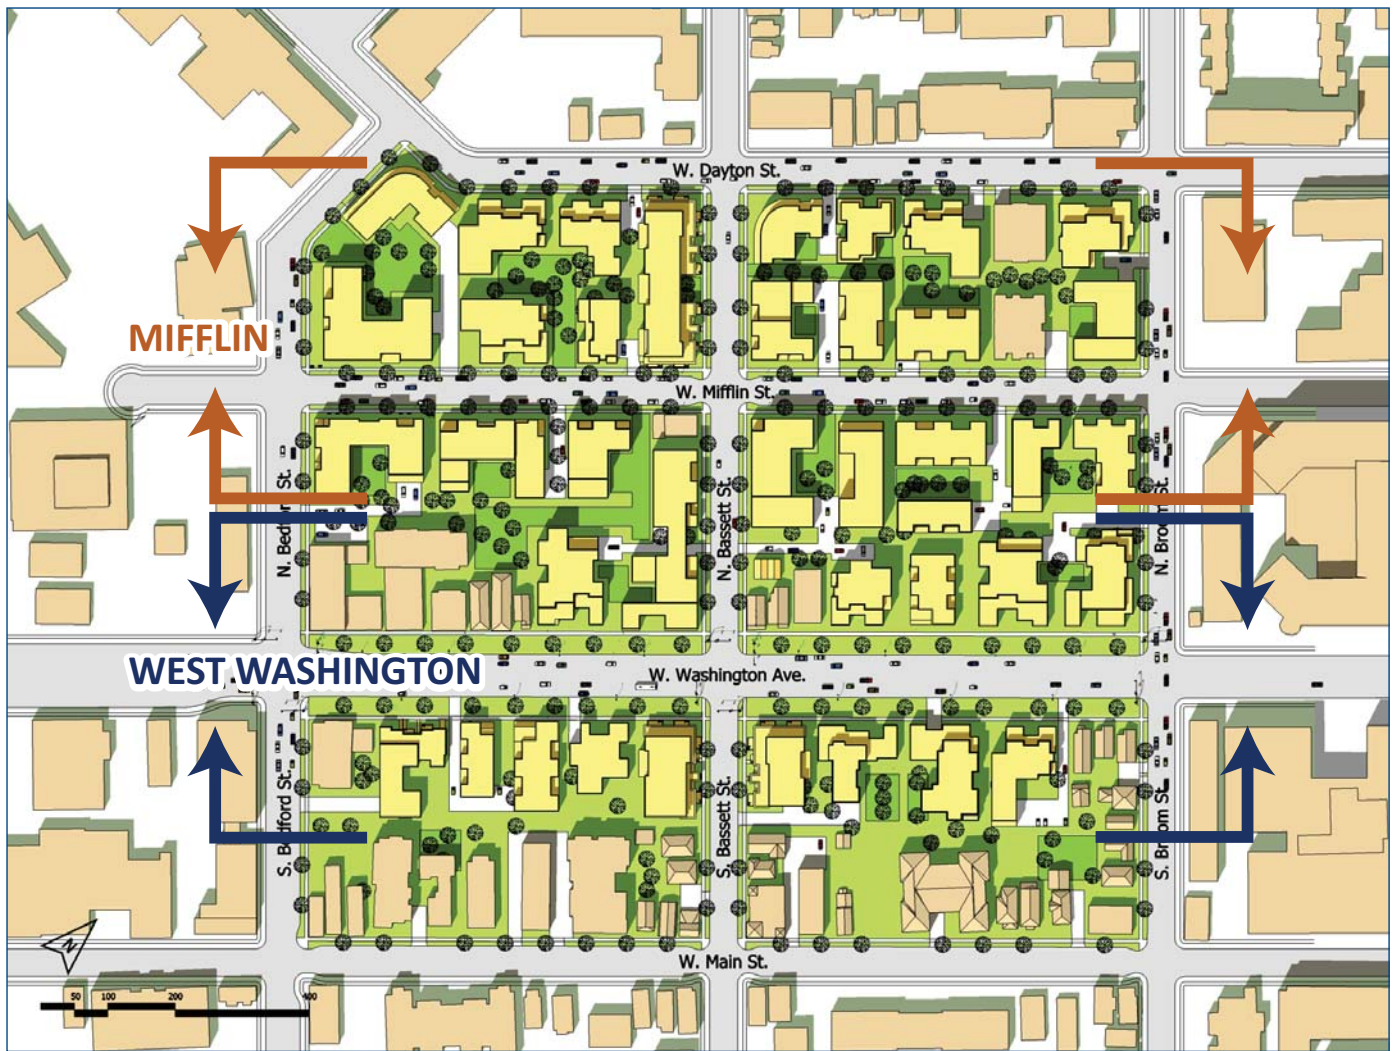 W. Dayton St.
MIFFLIN
W. Mifflin St.
N. Bedford St.
N. Bassett St.
N. Broom St.
WEST WASHINGTON
W. Washington Ave.
S. Bedford St.
S. Bassett St.
S. Broom St.
N
W. Main St.
50 100 200 400